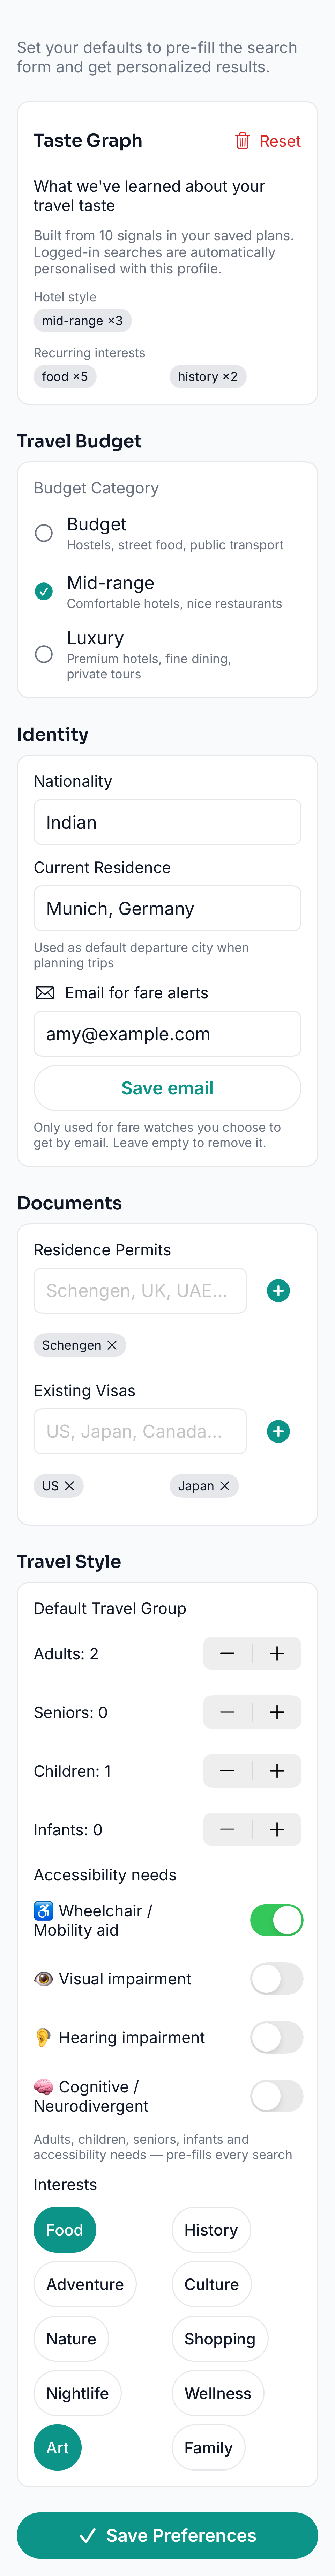 Set your defaults to pre-fill the search
form and get personalized results.
Taste Graph
Reset
What we've learned about your
travel taste
Built from 10 signals in your saved plans.
Logged-in searches are automatically
personalised with this profile.
Hotel style
mid-range ×3
Recurring interests
food ×5
history ×2
Travel Budget
Budget Category
Budget
Hostels, street food, public transport
Mid-range
Comfortable hotels, nice restaurants
Luxury
Premium hotels, fine dining,
private tours
Identity
Nationality
Indian
Current Residence
Munich, Germany
Used as default departure city when
planning trips
Email for fare alerts
amy@example.com
Save email
Only used for fare watches you choose to
get by email. Leave empty to remove it.
Documents
Residence Permits
Schengen, UK, UAE...
Schengen
Existing Visas
US, Japan, Canada...
US
Japan
Travel Style
Default Travel Group
Adults: 2
Seniors: 0
Children: 1
Infants: 0
Accessibility needs
♿ Wheelchair /
Mobility aid
👁️ Visual impairment
👂 Hearing impairment
🧠 Cognitive /
Neurodivergent
Adults, children, seniors, infants and
accessibility needs — pre-fills every search
Interests
Food
History
Adventure
Culture
Nature
Shopping
Nightlife
Wellness
Art
Family
Save Preferences